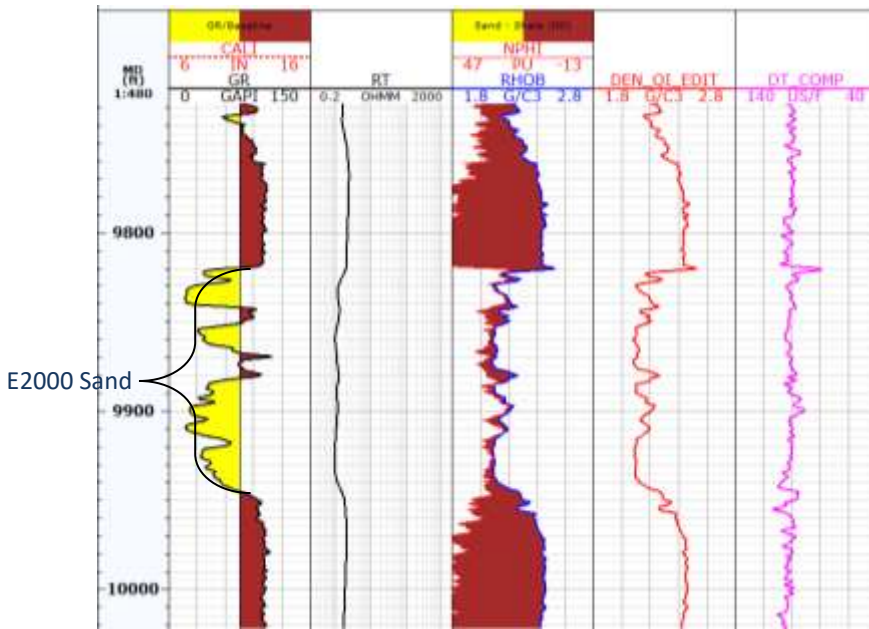 GR/Baseline
Sand - Shale (ND)
CALI
6 IN 16
NPHI
47 PU -13
MD
(ft)
GR
RT
RHOB
DEN_QI_EDIT
DT_COMP
1:480
0 GAPI 150
0.2 OHMM 2000
1.8 G/C3 2.8
1.8 G/C3 2.8
140 US/F 40
9800
E2000 Sand
9900
10000